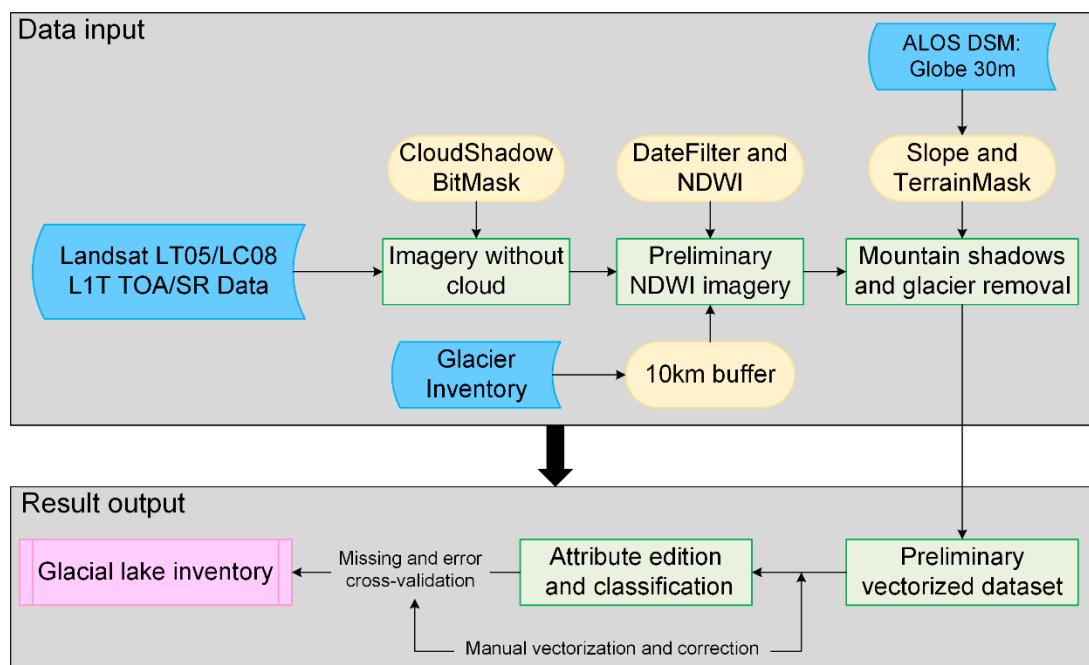 Data input
ALOS DSM:
Globe 30m
CloudShadow
BitMask
DateFilter and
NDWI
Slope and
TerrainMask
Landsat LT05/LC08
L1T TOA/SR Data
Imagery without
cloud
Preliminary
NDWI imagery
Mountain shadows
and glacier removal
Glacier
Inventory
10km buffer
Result output
Glacial lake inventory
Missing and error
cross-validation
Attribute edition
and classification
Preliminary
vectorized dataset
Manual vectorization and correction